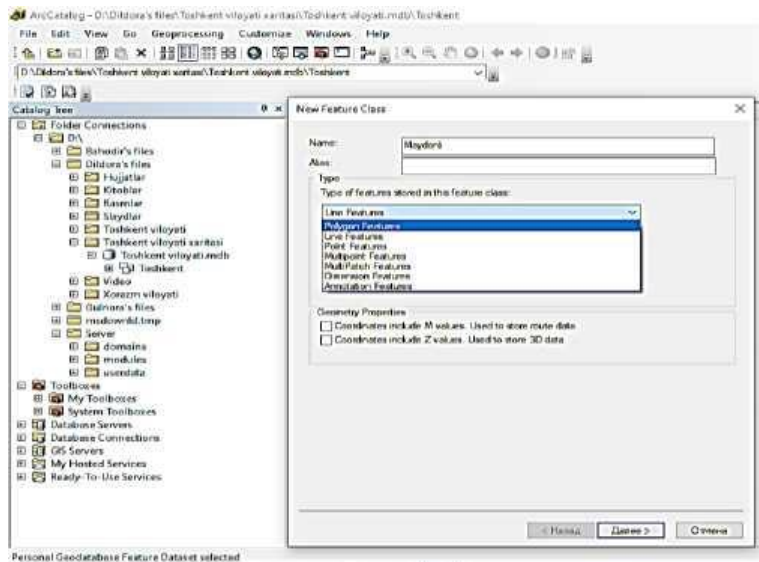 ArcCatalog - D:\Dildora's files\Toshkent viloyati xaritasi\Toshkent viloyati.mdb\Toshkent
File Edit View Go Geoprocessing Customize Windows Help
D:\Dildora's files\Toshkent viloyati xaritasi\Toshkent viloyati.mdb\Toshkent
Catalog Tree
Folder Connections
D:\
Bahodir's files
Dildora's files
Hujjatlar
Kitoblar
Rasmlar
Slaydlar
Toshkent viloyati
Toshkent viloyati xaritasi
Toshkent viloyati.mdb
Toshkent
Video
Xorazm viloyati
Gulnora's files
msdownld.tmp
Server
domains
modules
userdata
Toolboxes
My Toolboxes
System Toolboxes
Database Servers
Database Connections
GIS Servers
My Hosted Services
Ready-To-Use Services
New Feature Class
Name:
Alias:
Type
Type of features stored in this feature class:
Line Features
Polygon Features
Line Features
Point Features
Multipoint Features
MultiPatch Features
Dimension Features
Annotation Features
Geometry Properties
Coordinates include M values. Used to store route data.
Coordinates include Z values. Used to store 3D data.
< Назад
Далее >
Отмена
Personal Geodatabase Feature Dataset selected